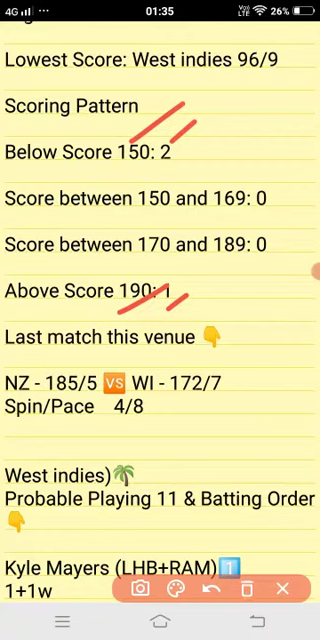 4G 01:35 Vo) LTE 26%
Lowest Score: West indies 96/9
Scoring Pattern
Below Score 150: 2
Score between 150 and 169: 0
Score between 170 and 189: 0
Above Score 190: 1
Last match this venue 👇
NZ - 185/5 🆚 WI - 172/7
Spin/Pace 4/8
West indies)🌴
Probable Playing 11 & Batting Order
👇
Kyle Mayers (LHB+RAM)1️⃣
1+1w